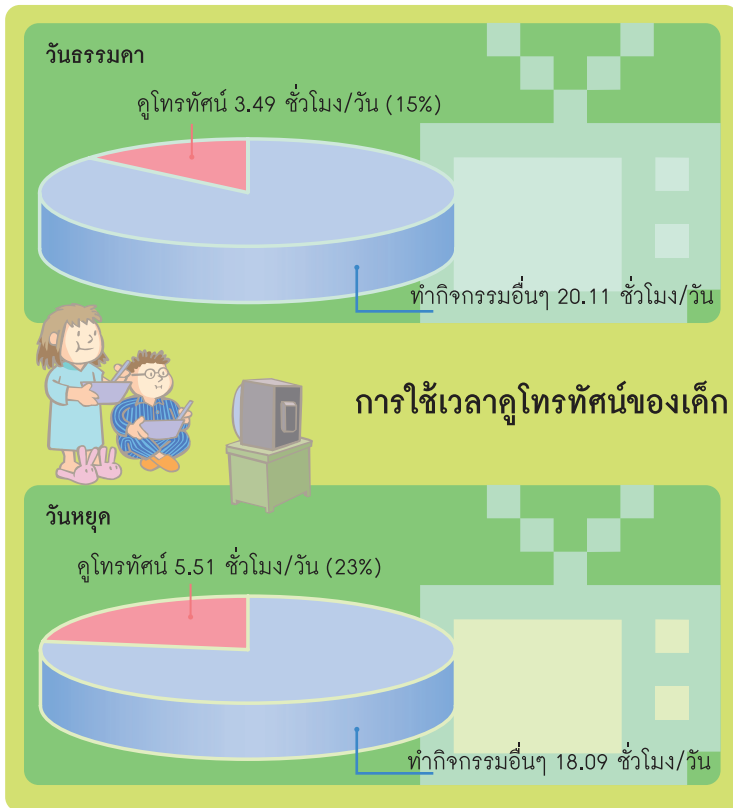 วันธรรมดา
ดูโทรทัศน์ 3.49 ชั่วโมง/วัน (15%)
ทำกิจกรรมอื่นๆ 20.11 ชั่วโมง/วัน
การใช้เวลาดูโทรทัศน์ของเด็ก
วันหยุด
ดูโทรทัศน์ 5.51 ชั่วโมง/วัน (23%)
ทำกิจกรรมอื่นๆ 18.09 ชั่วโมง/วัน